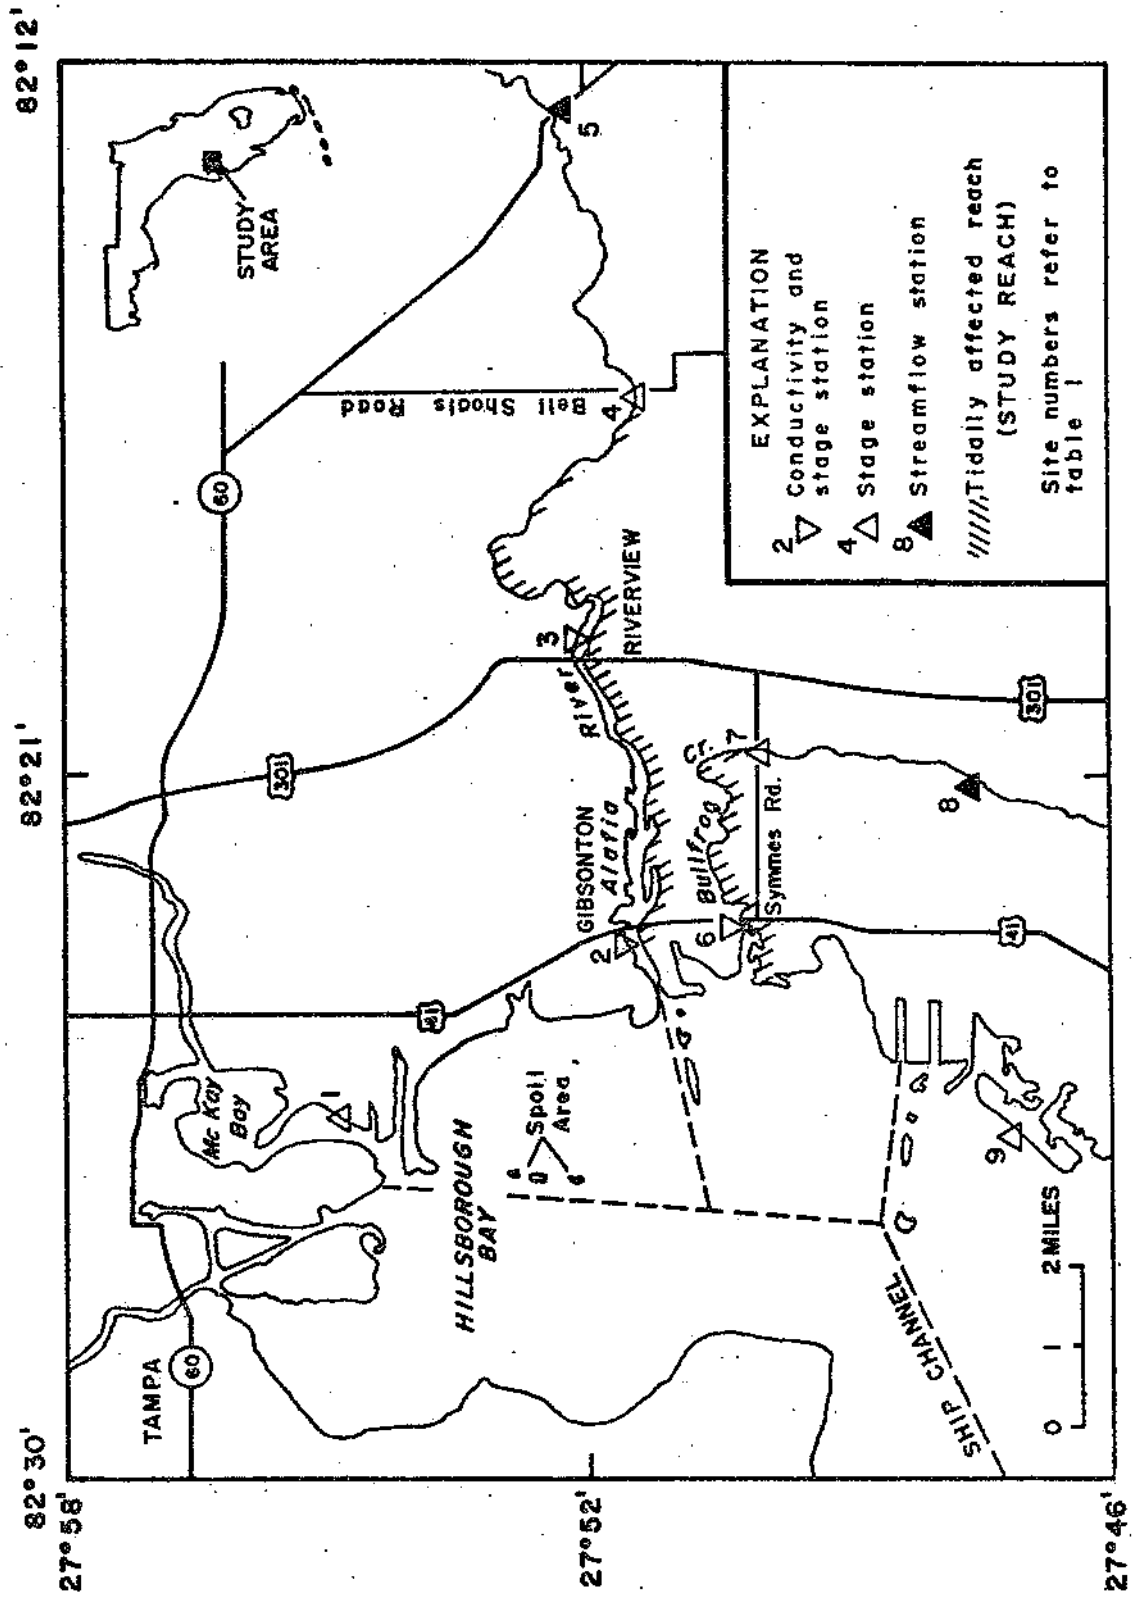 82°30'
82°21'
82°12'
27°58'
27°52'
27°46'
TAMPA
60
60
Mc Kay
Bay
1
41
301
HILLSBOROUGH
BAY
Spoil
Area
STUDY
AREA
Bell Shoals Road
5
4
3
RIVERVIEW
GIBSONTON
Alafia
River
2
Bullfrog
Cr.
6
7
Symmes Rd.
8
41
301
9
SHIP CHANNEL
0 1 2 MILES
EXPLANATION
2 Conductivity and
stage station
4 Stage station
8 Streamflow station
Tidally affected reach
(STUDY REACH)
Site numbers refer to
table 1